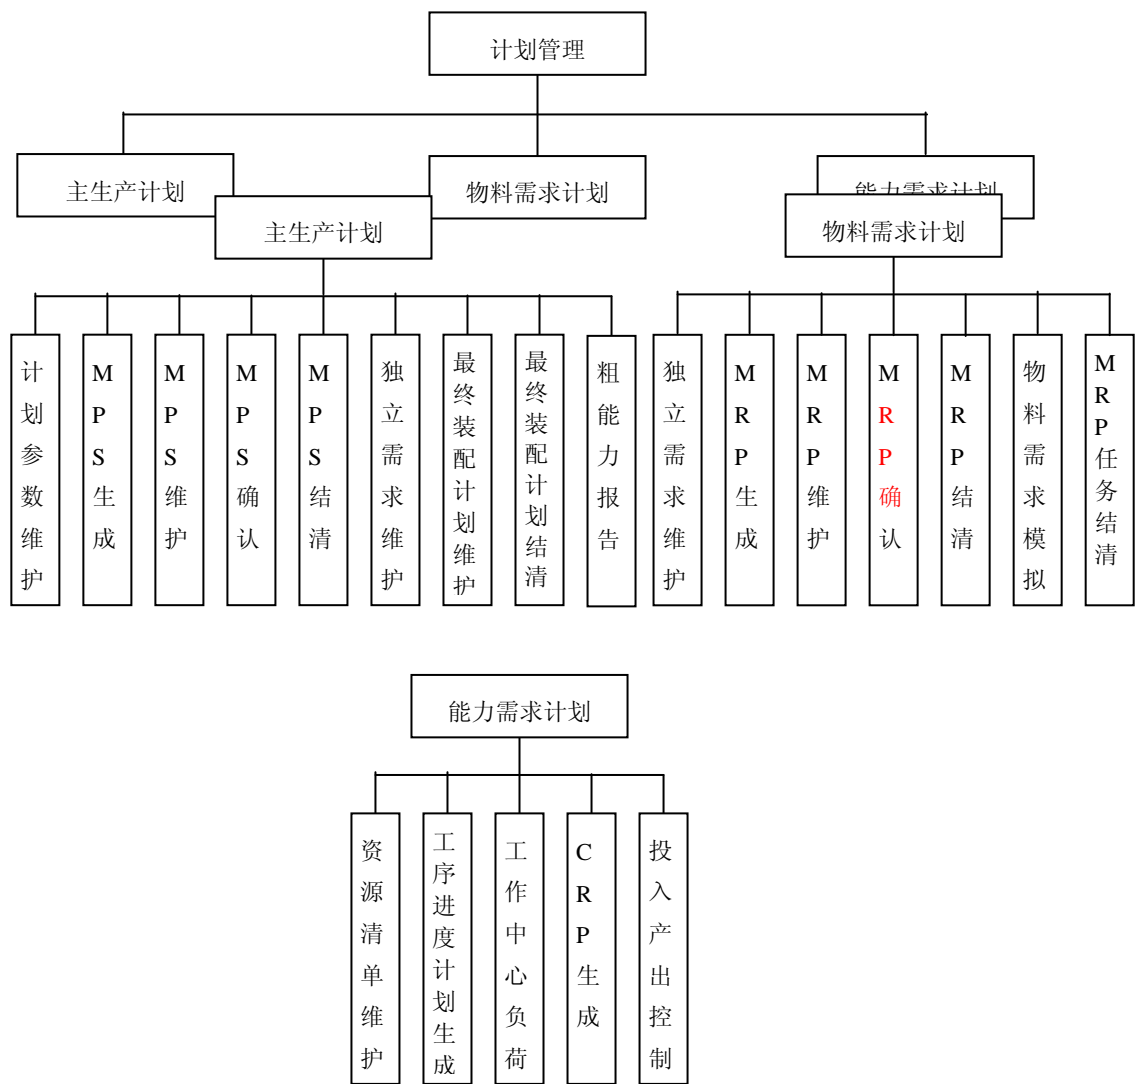 计划管理
主生产计划
物料需求计划
能力需求计划
主生产计划
物料需求计划
计划参数维护
MPS生成
MPS维护
MPS确认
MPS结清
独立需求维护
最终装配计划维护
最终装配计划结清
粗能力报告
独立需求维护
MRP生成
MRP维护
MRP确认
MRP结清
物料需求模拟
MRP任务结清
能力需求计划
资源清单维护
工序进度计划生成
工作中心负荷
CRP生成
投入产出控制